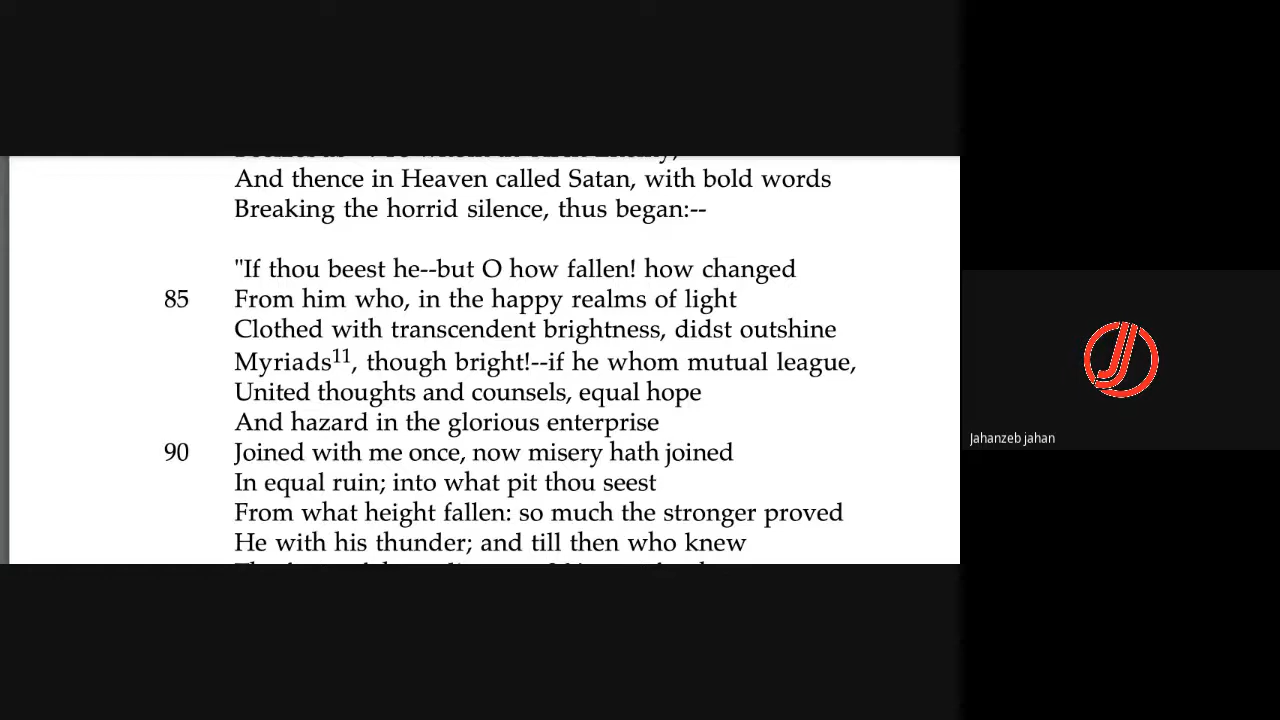 And thence in Heaven called Satan, with bold words
Breaking the horrid silence, thus began:--
"If thou beest he--but O how fallen! how changed
85 From him who, in the happy realms of light
Clothed with transcendent brightness, didst outshine
Myriads11, though bright!--if he whom mutual league,
United thoughts and counsels, equal hope
And hazard in the glorious enterprise
90 Joined with me once, now misery hath joined
In equal ruin; into what pit thou seest
From what height fallen: so much the stronger proved
He with his thunder; and till then who knew
Jahanzeb jahan